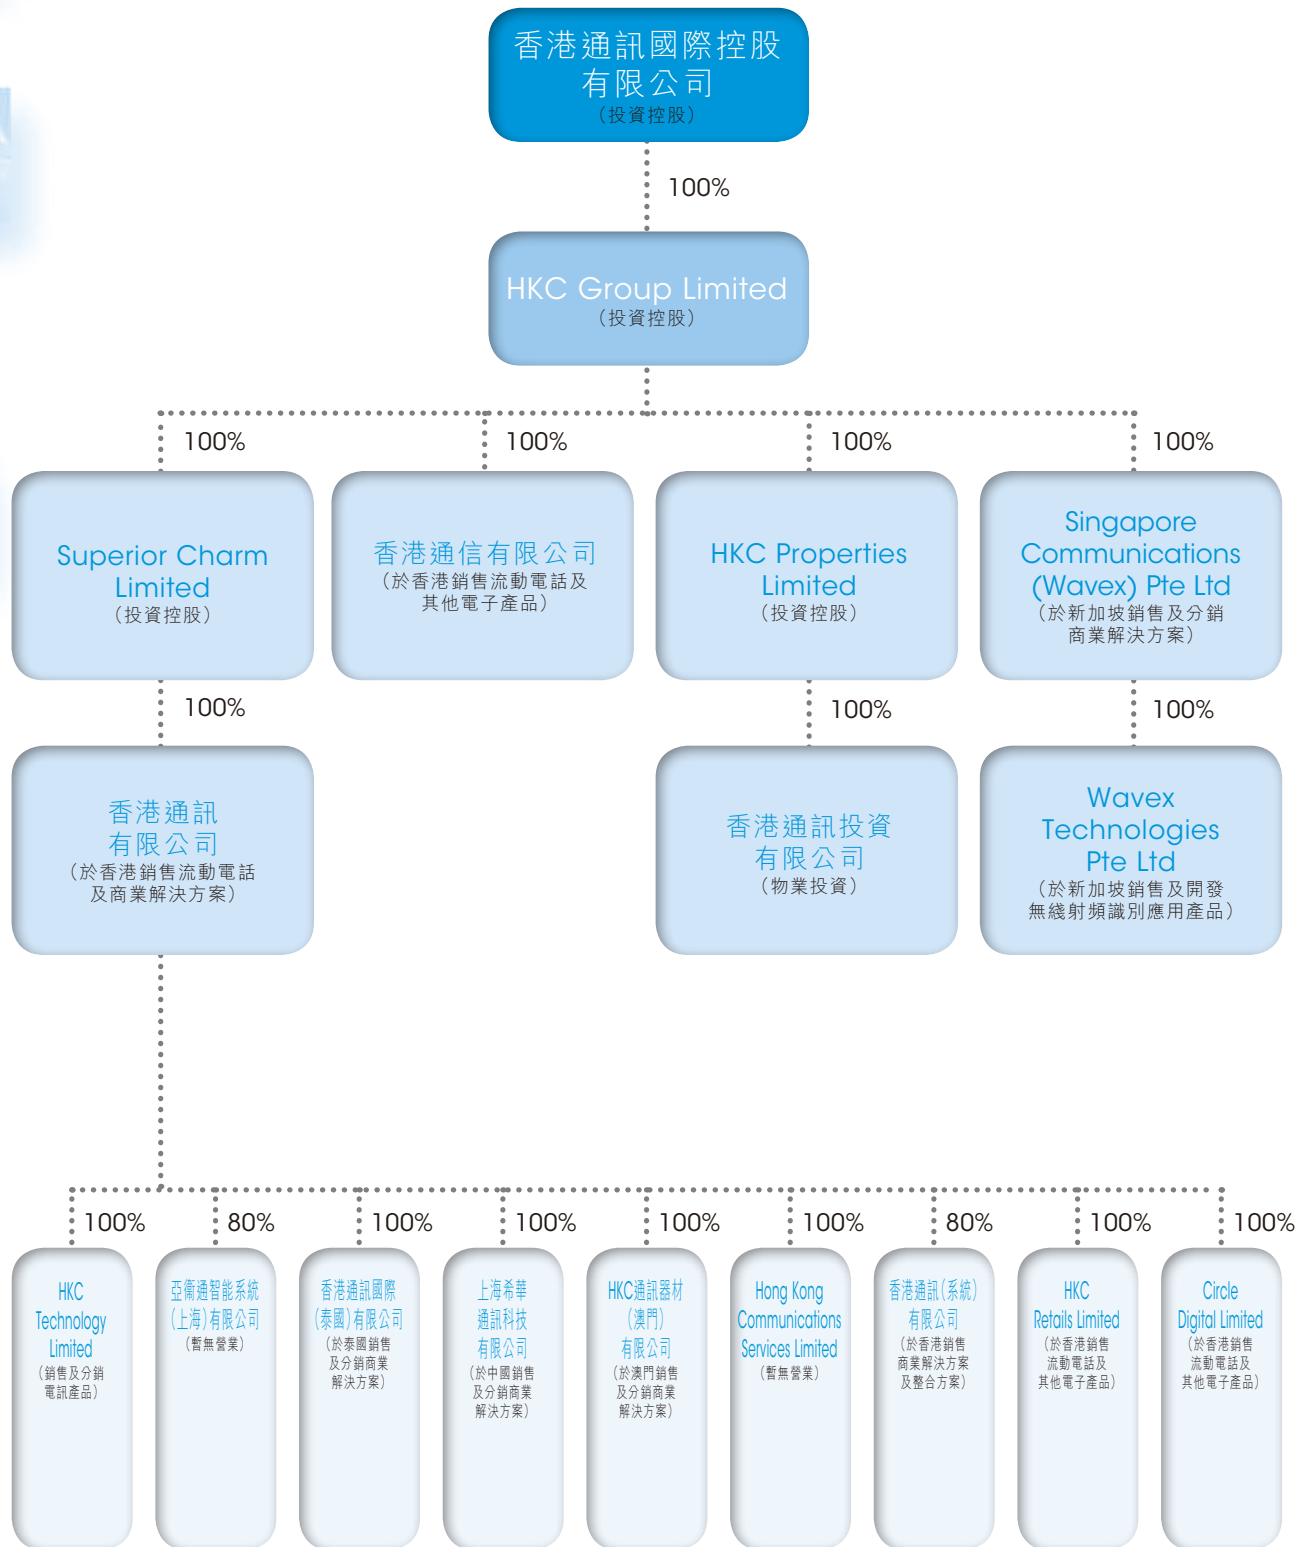 香港通訊國際控股
有限公司
（投資控股）
100%
HKC Group Limited
（投資控股）
100%
100%
100%
100%
Superior Charm
Limited
（投資控股）
香港通信有限公司
（於香港銷售流動電話及
其他電子產品）
HKC Properties
Limited
（投資控股）
Singapore
Communications
(Wavex) Pte Ltd
（於新加坡銷售及分銷
商業解決方案）
100%
100%
100%
香港通訊
有限公司
（於香港銷售流動電話
及商業解決方案）
香港通訊投資
有限公司
（物業投資）
Wavex
Technologies
Pte Ltd
（於新加坡銷售及開發
無綫射頻識別應用產品）
100%
80%
100%
100%
100%
100%
80%
100%
100%
HKC
Technology
Limited
（銷售及分銷
電訊產品）
亞衞通智能系統
（上海）有限公司
（暫無營業）
香港通訊國際
（泰國）有限公司
（於泰國銷售
及分銷商業
解決方案）
上海希華
通訊科技
有限公司
（於中國銷售
及分銷商業
解決方案）
HKC通訊器材
（澳門）
有限公司
（於澳門銷售
及分銷商業
解決方案）
Hong Kong
Communications
Services Limited
（暫無營業）
香港通訊（系統）
有限公司
（於香港銷售
商業解決方案
及整合方案）
HKC
Retails Limited
（於香港銷售
流動電話及
其他電子產品）
Circle
Digital Limited
（於香港銷售
流動電話及
其他電子產品）